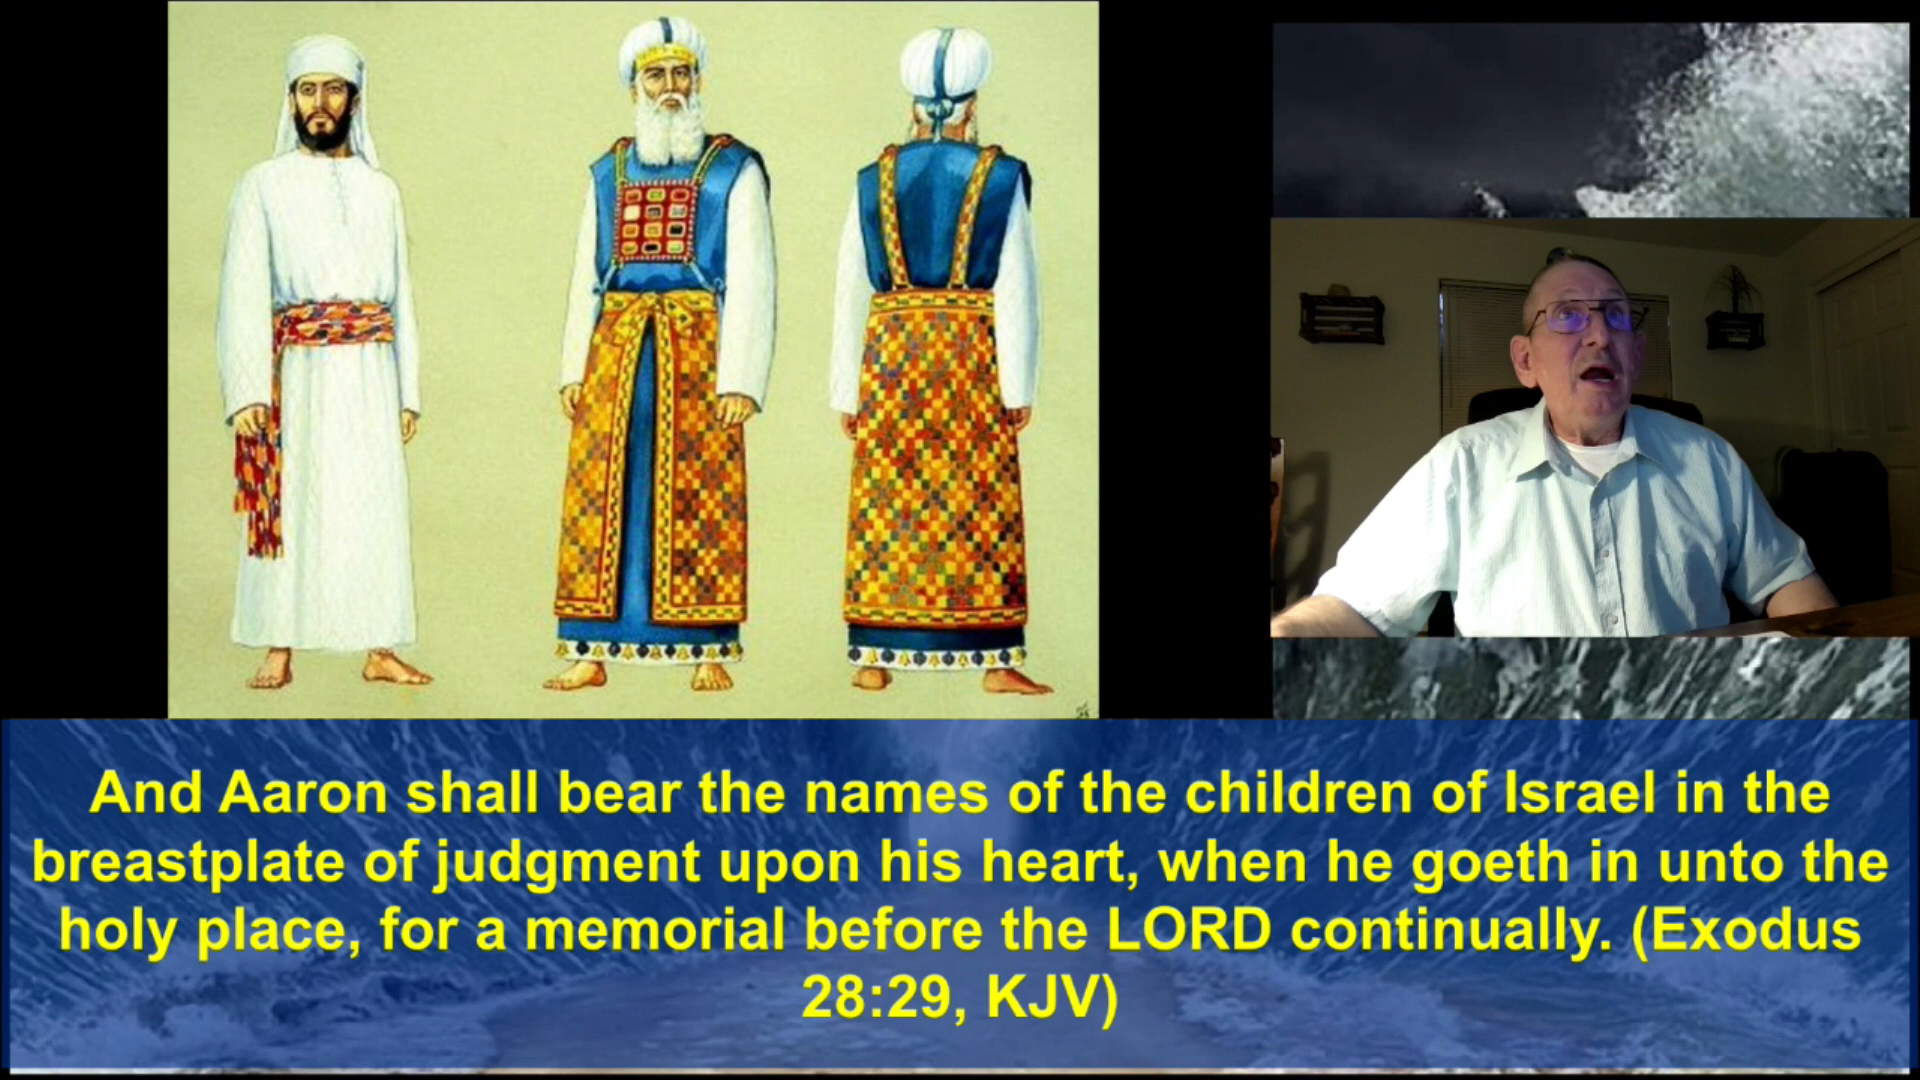 And Aaron shall bear the names of the children of Israel in the
breastplate of judgment upon his heart, when he goeth in unto the
holy place, for a memorial before the LORD continually. (Exodus
28:29, KJV)